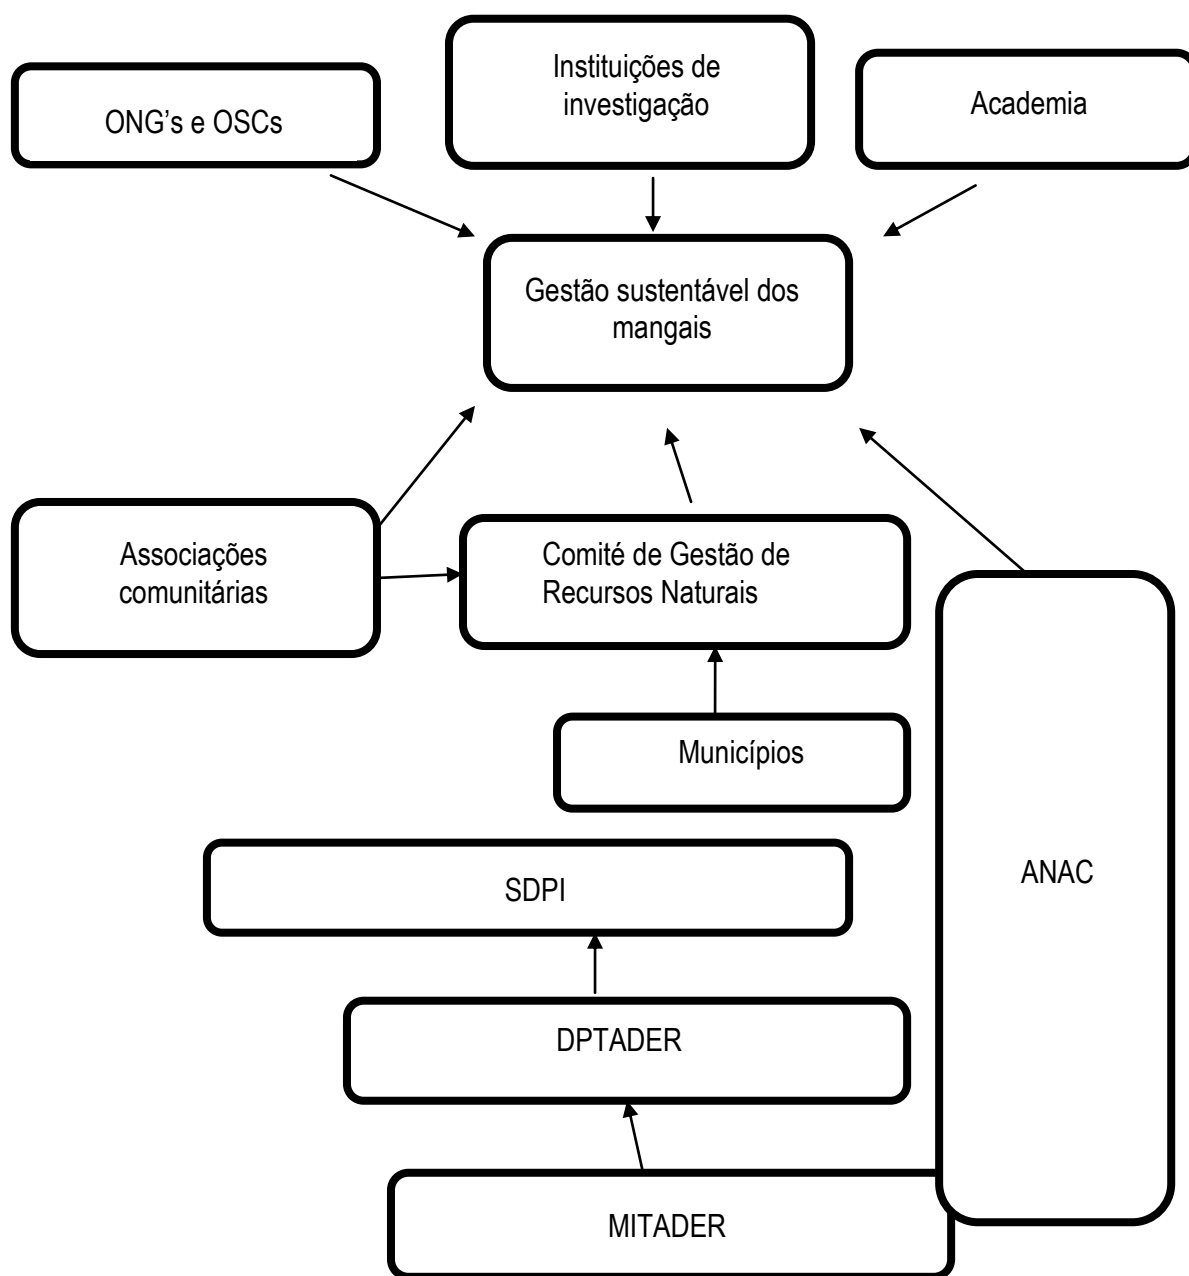 ONG's e OSCs
Instituições de
investigação
Academia
Gestão sustentável dos
mangais
Associações
comunitárias
Comité de Gestão de
Recursos Naturais
Municípios
SDPI
ANAC
DPTADER
MITADER